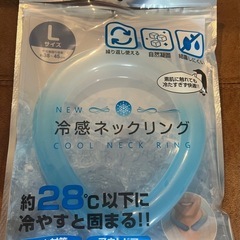 L
サイズ
繰り返し使える
自然凝固
結露しにくい
素肌に触れても
冷たすぎず快適!!
NEW
冷感ネックリング
COOL NECK RING
約28℃以下に
冷やすと固まる!!